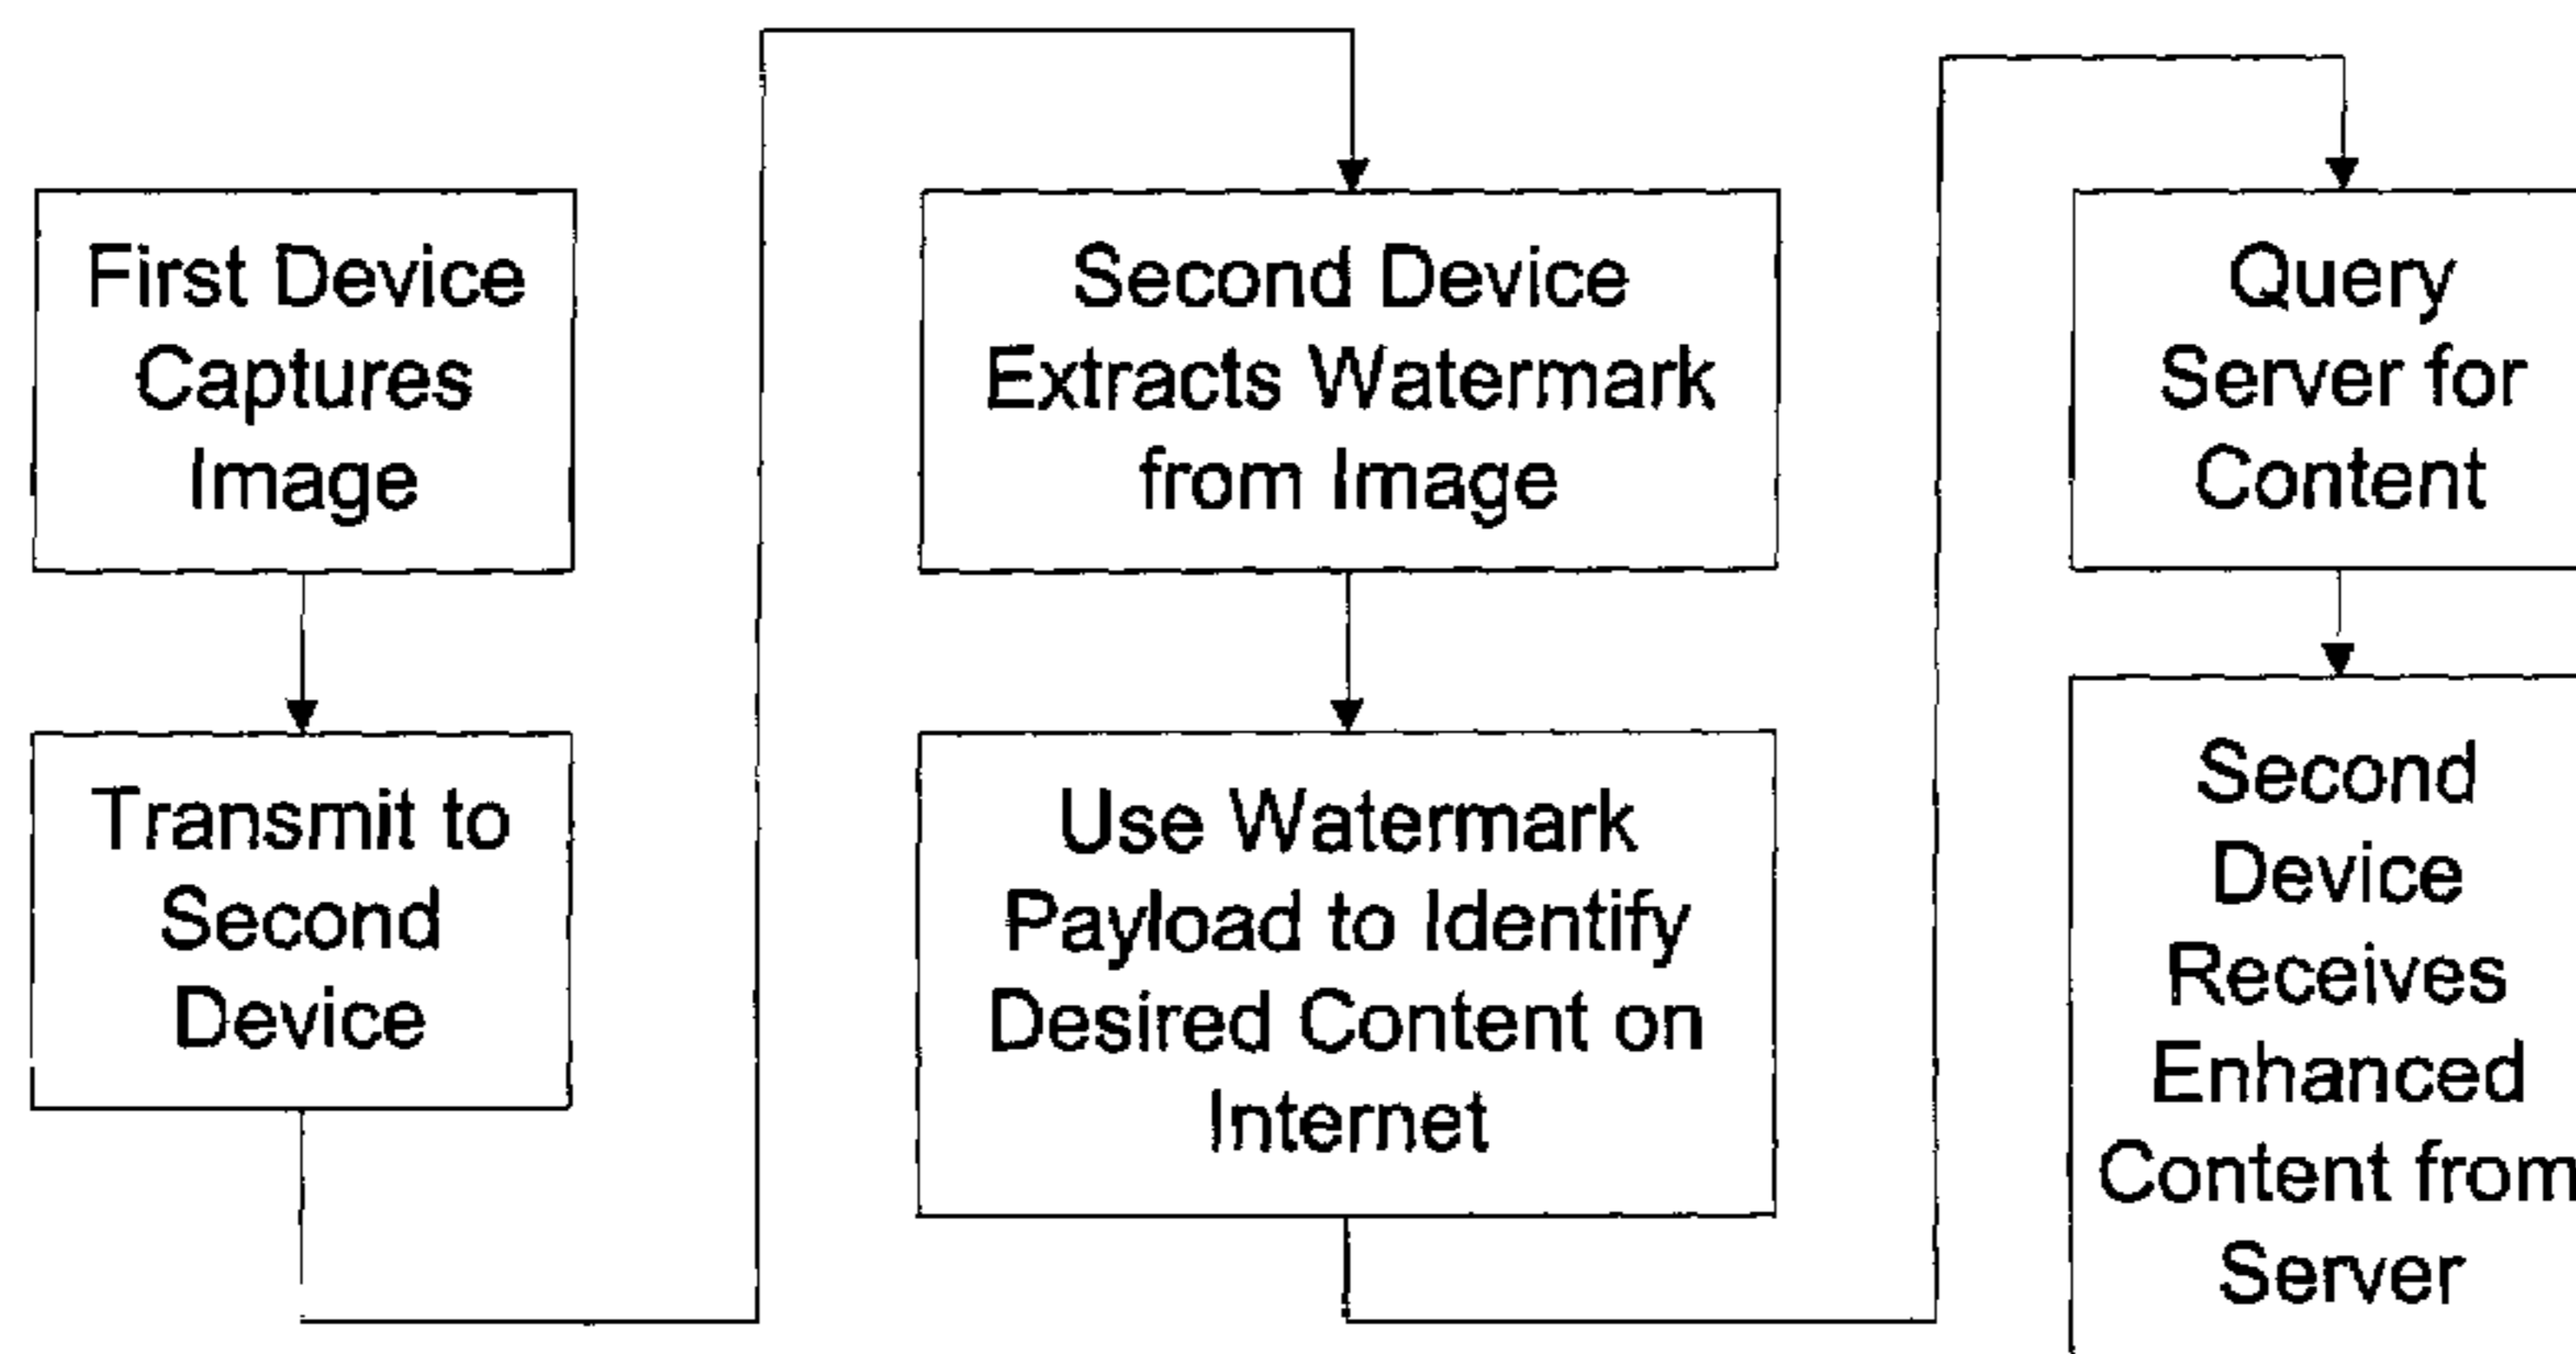 First Device
Captures
Image
Transmit to
Second
Device
Second Device
Extracts Watermark
from Image
Use Watermark
Payload to Identify
Desired Content on
Internet
Query
Server for
Content
Second
Device
Receives
Enhanced
Content from
Server